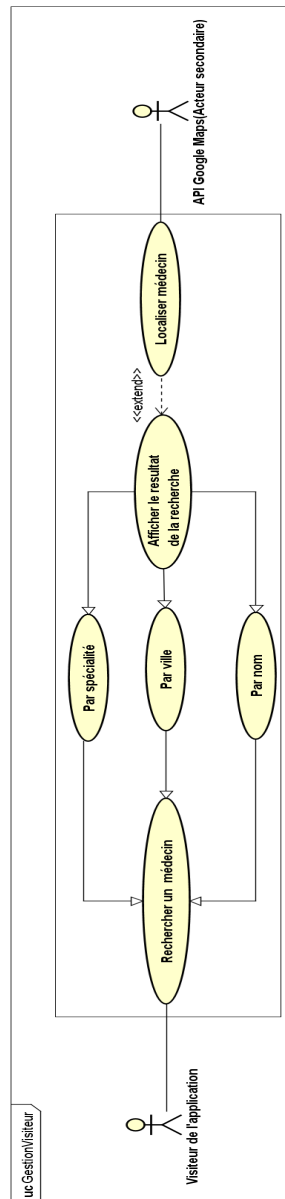 uc GestionVisiteur
Visiteur de l'application
Rechercher un médecin
Par spécialité
Par ville
Par nom
Afficher le resultat
de la recherche
<<extend>>
Localiser médecin
API Google Maps(Acteur secondaire)